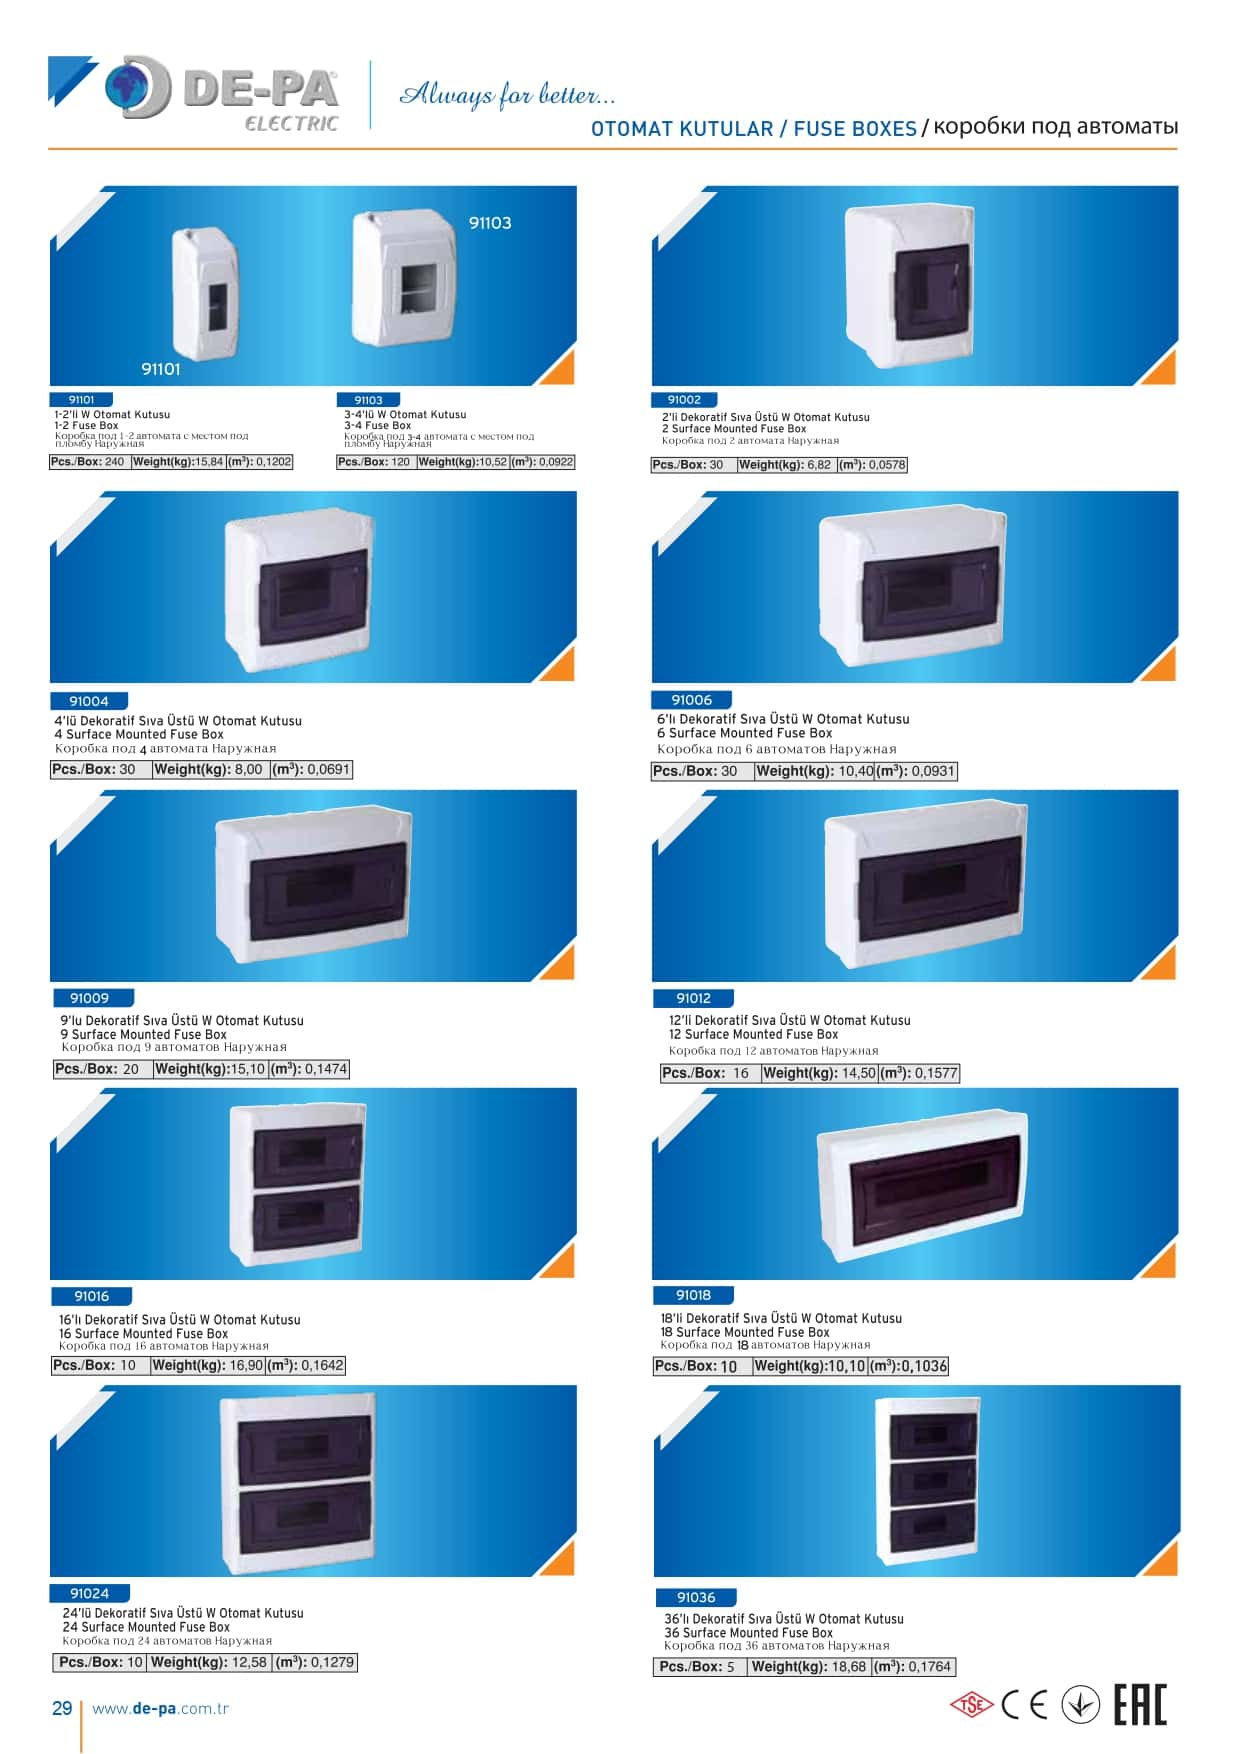 DE-PA
ELECTRIC
Always for better...
OTOMAT KUTULAR / FUSE BOXES / коробки под автоматы
91103
91101
91101
1-2'li W Otomat Kutusu
1-2 Fuse Box
Коробка под 1-2 автомата с местом под
пломбу Наружная
Pcs./Box: 240 Weight(kg):15,84 (m³): 0,1202
91103
3-4'lü W Otomat Kutusu
3-4 Fuse Box
Коробка под 3-4 автомата с местом под
пломбу Наружная
Pcs./Box: 120 Weight(kg):10,52 (m³): 0,0922
91002
2'li Dekoratif Sıva Üstü W Otomat Kutusu
2 Surface Mounted Fuse Box
Коробка под 2 автомата Наружная
Pcs./Box: 30 Weight(kg): 6,82 (m³): 0,0578
91004
4'lü Dekoratif Sıva Üstü W Otomat Kutusu
4 Surface Mounted Fuse Box
Коробка под 4 автомата Наружная
Pcs./Box: 30 Weight(kg): 8,00 (m³): 0,0691
91006
6'lı Dekoratif Sıva Üstü W Otomat Kutusu
6 Surface Mounted Fuse Box
Коробка под 6 автоматов Наружная
Pcs./Box: 30 Weight(kg): 10,40 (m³): 0,0931
91009
9'lu Dekoratif Sıva Üstü W Otomat Kutusu
9 Surface Mounted Fuse Box
Коробка под 9 автоматов Наружная
Pcs./Box: 20 Weight(kg):15,10 (m³): 0,1474
91012
12'li Dekoratif Sıva Üstü W Otomat Kutusu
12 Surface Mounted Fuse Box
Коробка под 12 автоматов Наружная
Pcs./Box: 16 Weight(kg): 14,50 (m³): 0,1577
91016
16'lı Dekoratif Sıva Üstü W Otomat Kutusu
16 Surface Mounted Fuse Box
Коробка под 16 автоматов Наружная
Pcs./Box: 10 Weight(kg): 16,90 (m³): 0,1642
91018
18'li Dekoratif Sıva Üstü W Otomat Kutusu
18 Surface Mounted Fuse Box
Коробка под 18 автоматов Наружная
Pcs./Box: 10 Weight(kg):10,10 (m³):0,1036
91024
24'lü Dekoratif Sıva Üstü W Otomat Kutusu
24 Surface Mounted Fuse Box
Коробка под 24 автоматов Наружная
Pcs./Box: 10 Weight(kg): 12,58 (m³): 0,1279
91036
36'lı Dekoratif Sıva Üstü W Otomat Kutusu
36 Surface Mounted Fuse Box
Коробка под 36 автоматов Наружная
Pcs./Box: 5 Weight(kg): 18,68 (m³): 0,1764
29 www.de-pa.com.tr
TSE CE EAC